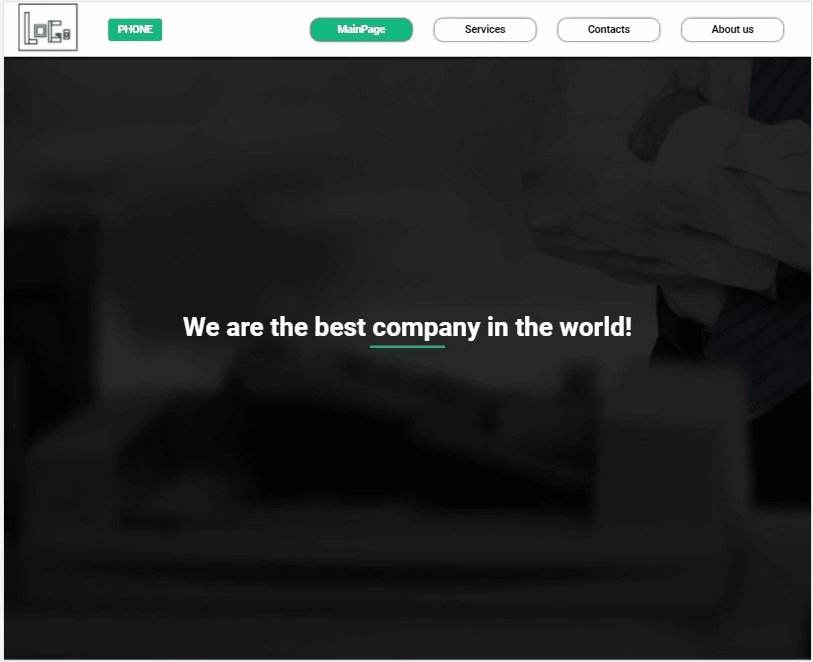 LoGo
PHONE
MainPage
Services
Contacts
About us
We are the best company in the world!